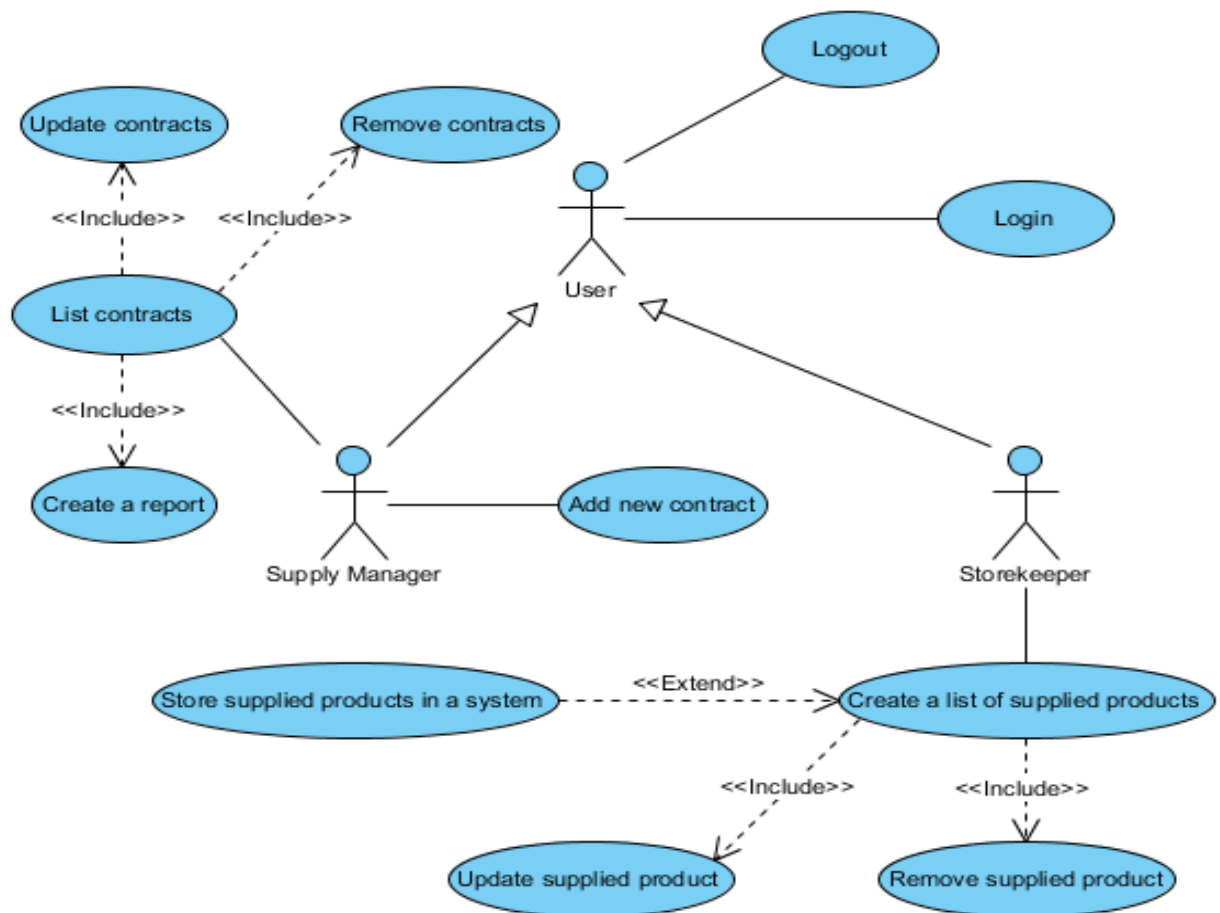 Logout
Update contracts
Remove contracts
<<Include>>
<<Include>>
Login
User
List contracts
<<Include>>
Create a report
Add new contract
Supply Manager
Storekeeper
<<Extend>>
Store supplied products in a system
Create a list of supplied products
<<Include>>
<<Include>>
Update supplied product
Remove supplied product